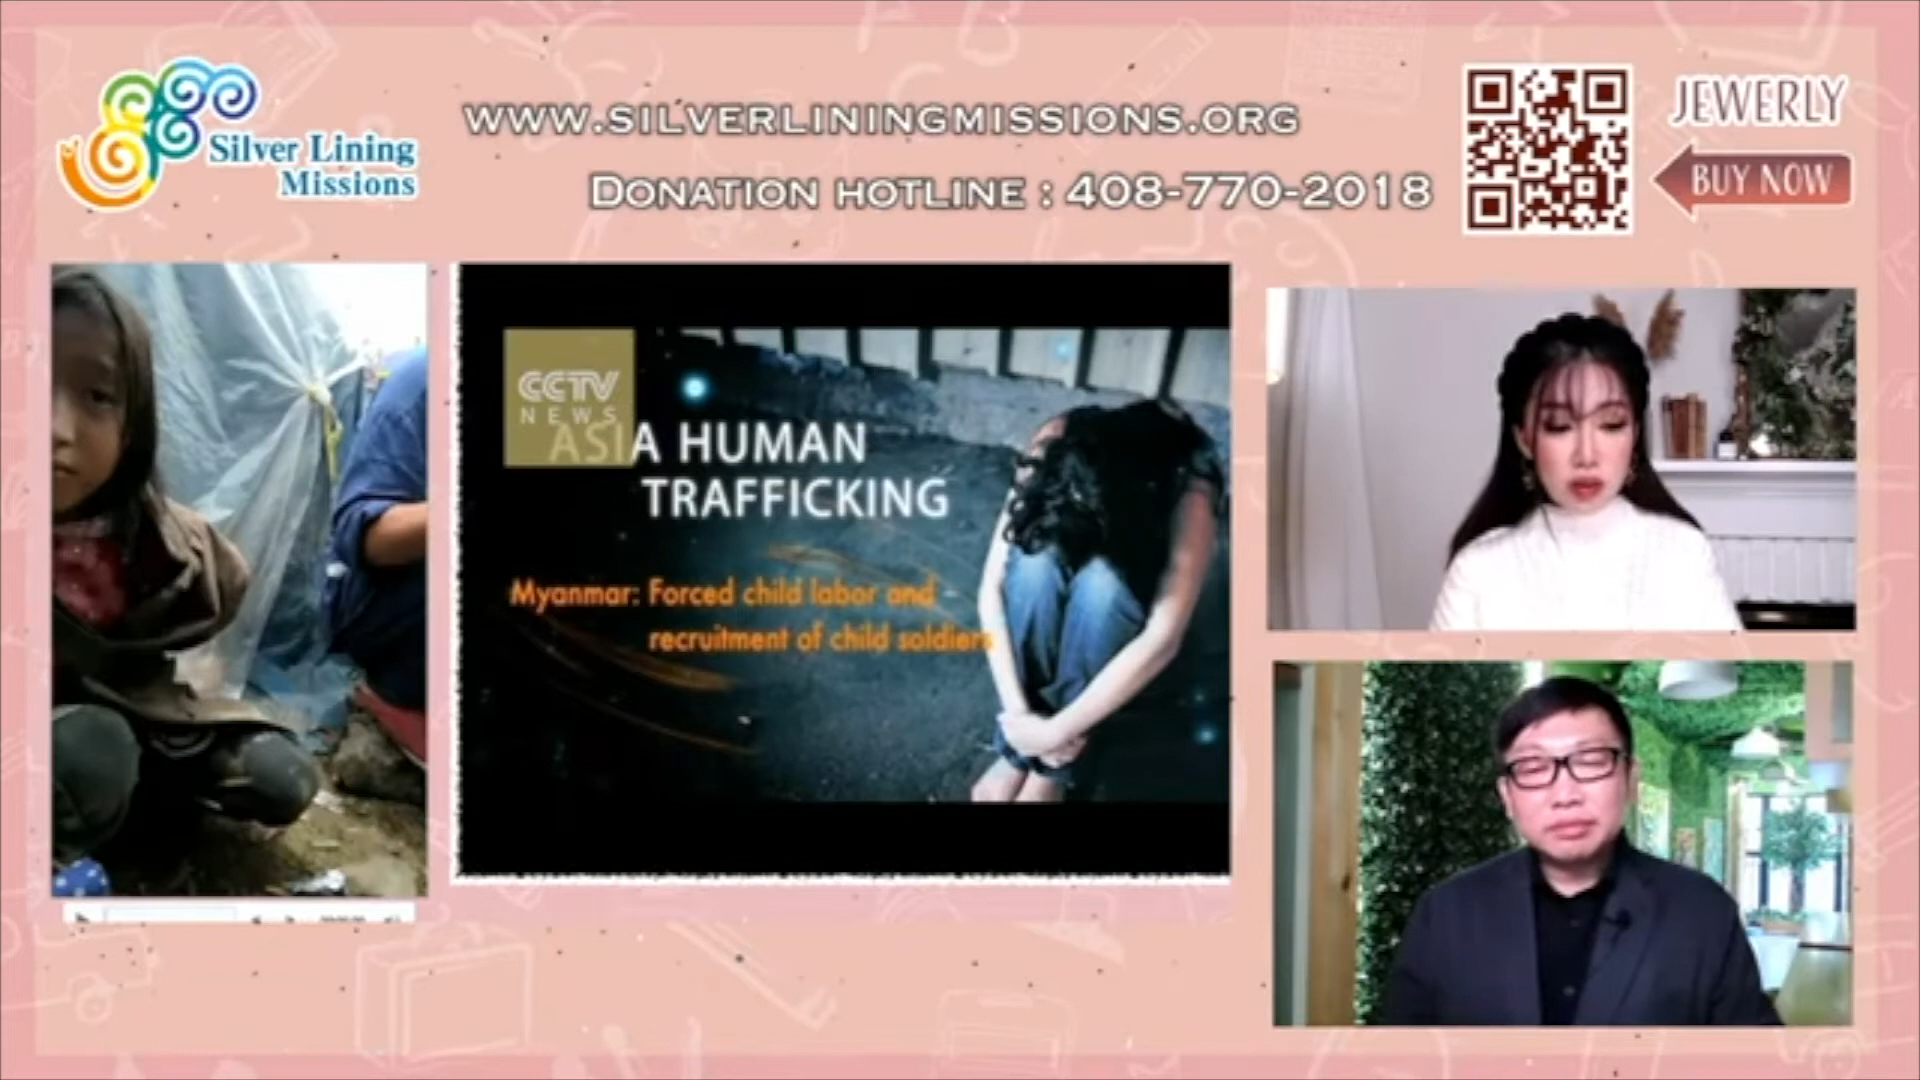 Silver Lining
Missions
WWW.SILVERLININGMISSIONS.ORG
DONATION HOTLINE : 408-770-2018
JEWERLY
BUY NOW
CCTV
NEWS
ASIA HUMAN
TRAFFICKING
Myanmar: Forced child labor and
recruitment of child soldiers